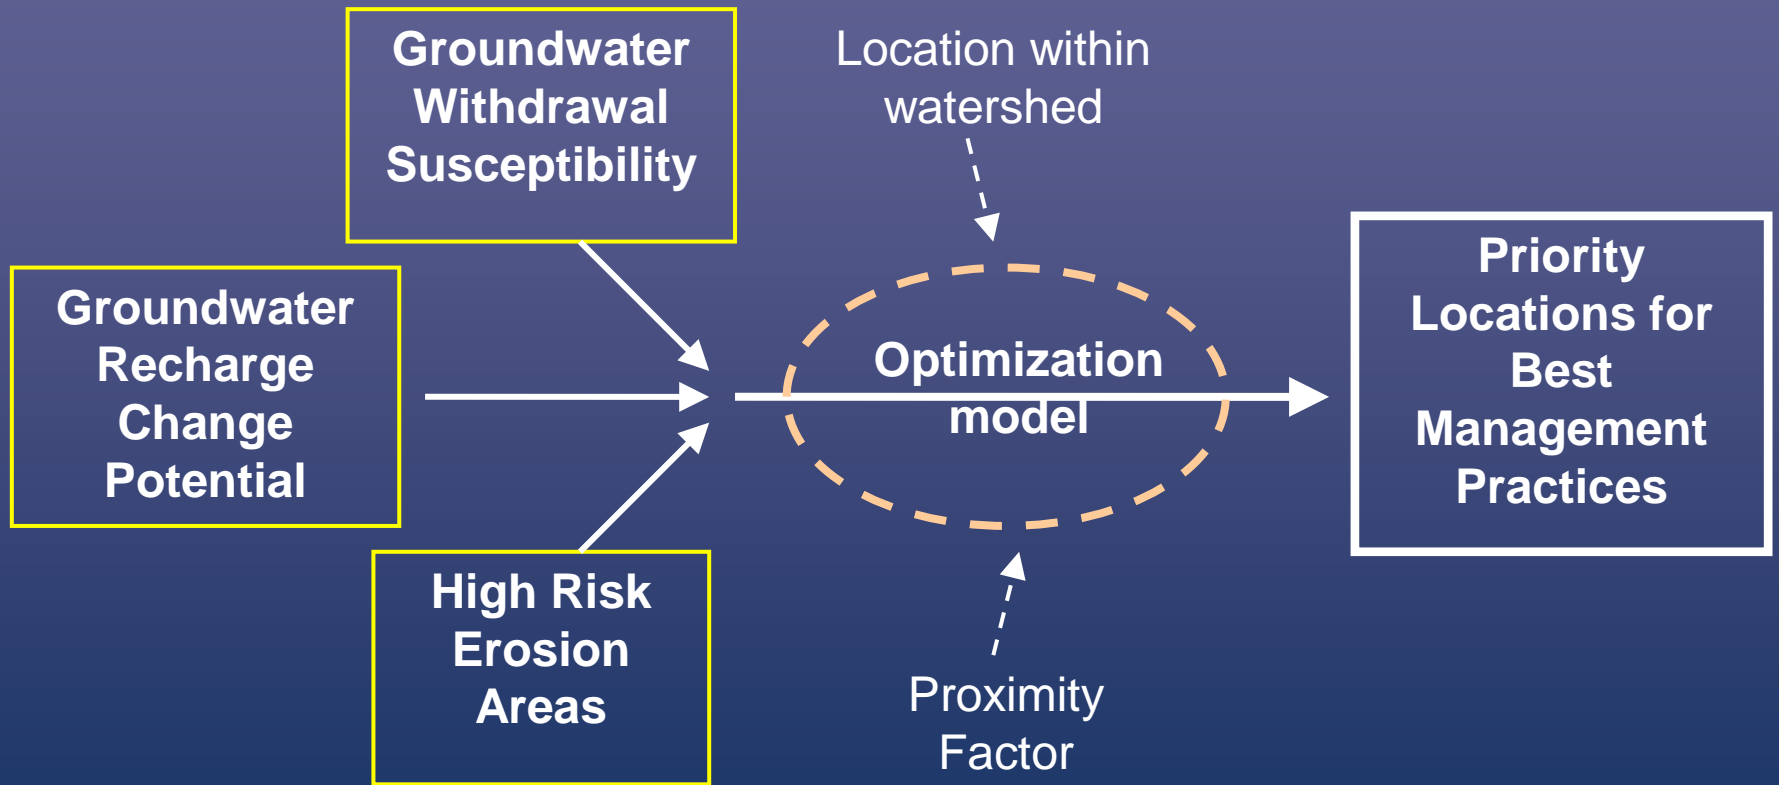 Groundwater
Withdrawal
Susceptibility
Location within
watershed
Groundwater
Recharge
Change
Potential
Optimization
model
Priority
Locations for
Best
Management
Practices
High Risk
Erosion
Areas
Proximity
Factor